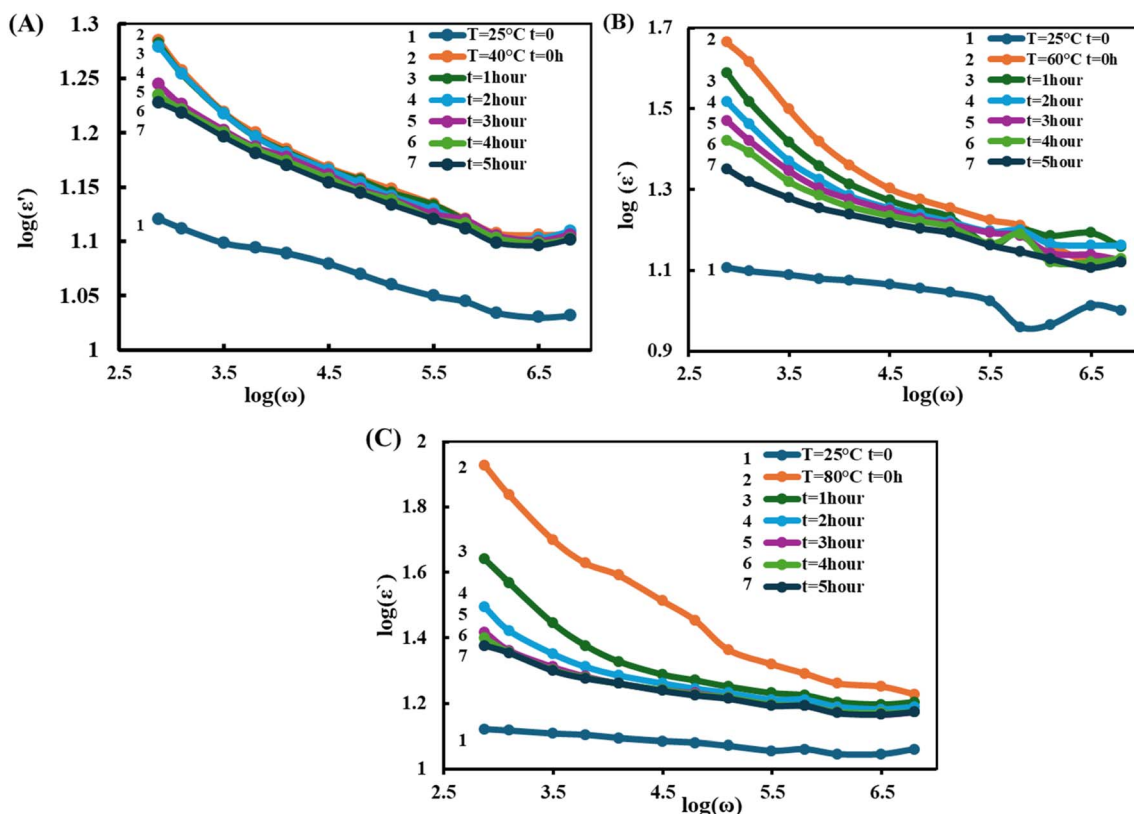 (A)
log(ε')
1.3
1.25
1.2
1.15
1.1
1.05
1
2.5 3.5 4.5 5.5 6.5
log(ω)
2
3
4
5
6
7
1
1 T=25°C t=0
2 T=40°C t=0h
3 t=1hour
4 t=2hour
5 t=3hour
6 t=4hour
7 t=5hour
(B)
log (ε`)
1.7
1.5
1.3
1.1
0.9
2.5 3.5 4.5 5.5 6.5
log(ω)
2
3
4
5
6
7
1
1 T=25°C t=0
2 T=60°C t=0h
3 t=1hour
4 t=2hour
5 t=3hour
6 t=4hour
7 t=5hour
(C)
log(ε`)
2
1.8
1.6
1.4
1.2
1
2.5 3.5 4.5 5.5 6.5
log(ω)
2
3
4
5
6
7
1
1 T=25°C t=0
2 T=80°C t=0h
3 t=1hour
4 t=2hour
5 t=3hour
6 t=4hour
7 t=5hour